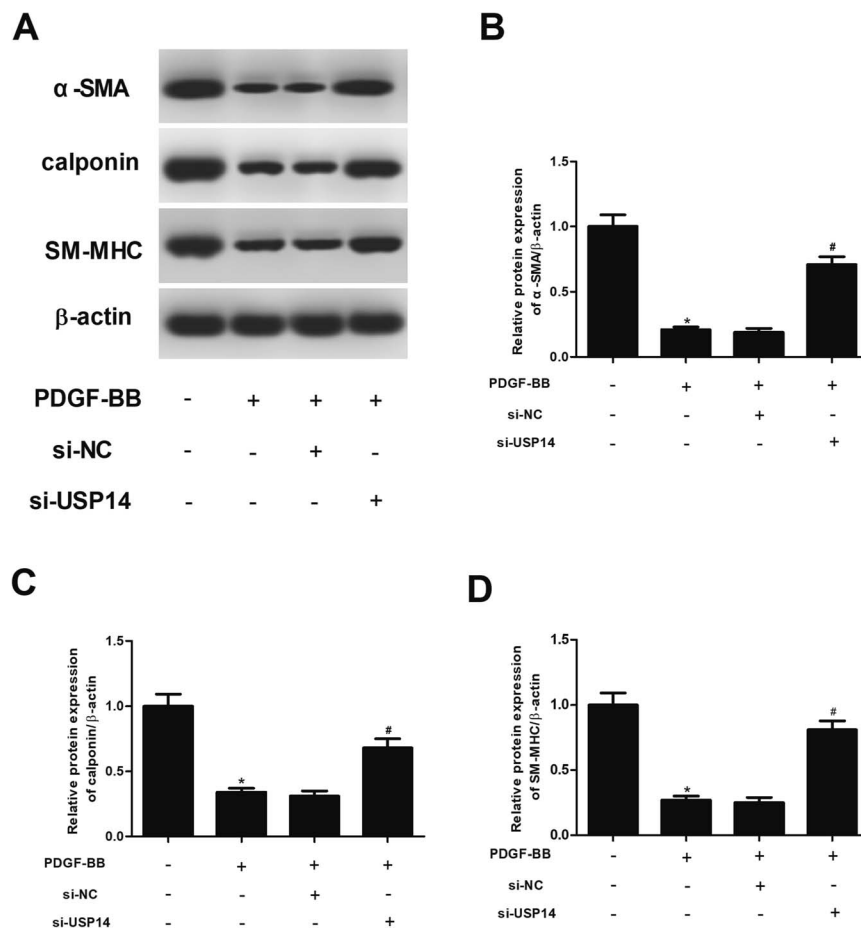 A
α-SMA
calponin
SM-MHC
β-actin
PDGF-BB - + + +
si-NC - - + -
si-USP14 - - - +
B
Relative protein expression
of α-SMA/β-actin
1.5
1.0
0.5
0.0
*
#
PDGF-BB - + + +
si-NC - - + -
si-USP14 - - - +
C
Relative protein expression
of calponin/β-actin
1.5
1.0
0.5
0.0
*
#
PDGF-BB - + + +
si-NC - - + -
si-USP14 - - - +
D
Relative protein expression
of SM-MHC/β-actin
1.5
1.0
0.5
0.0
*
#
PDGF-BB - + + +
si-NC - - + -
si-USP14 - - - +